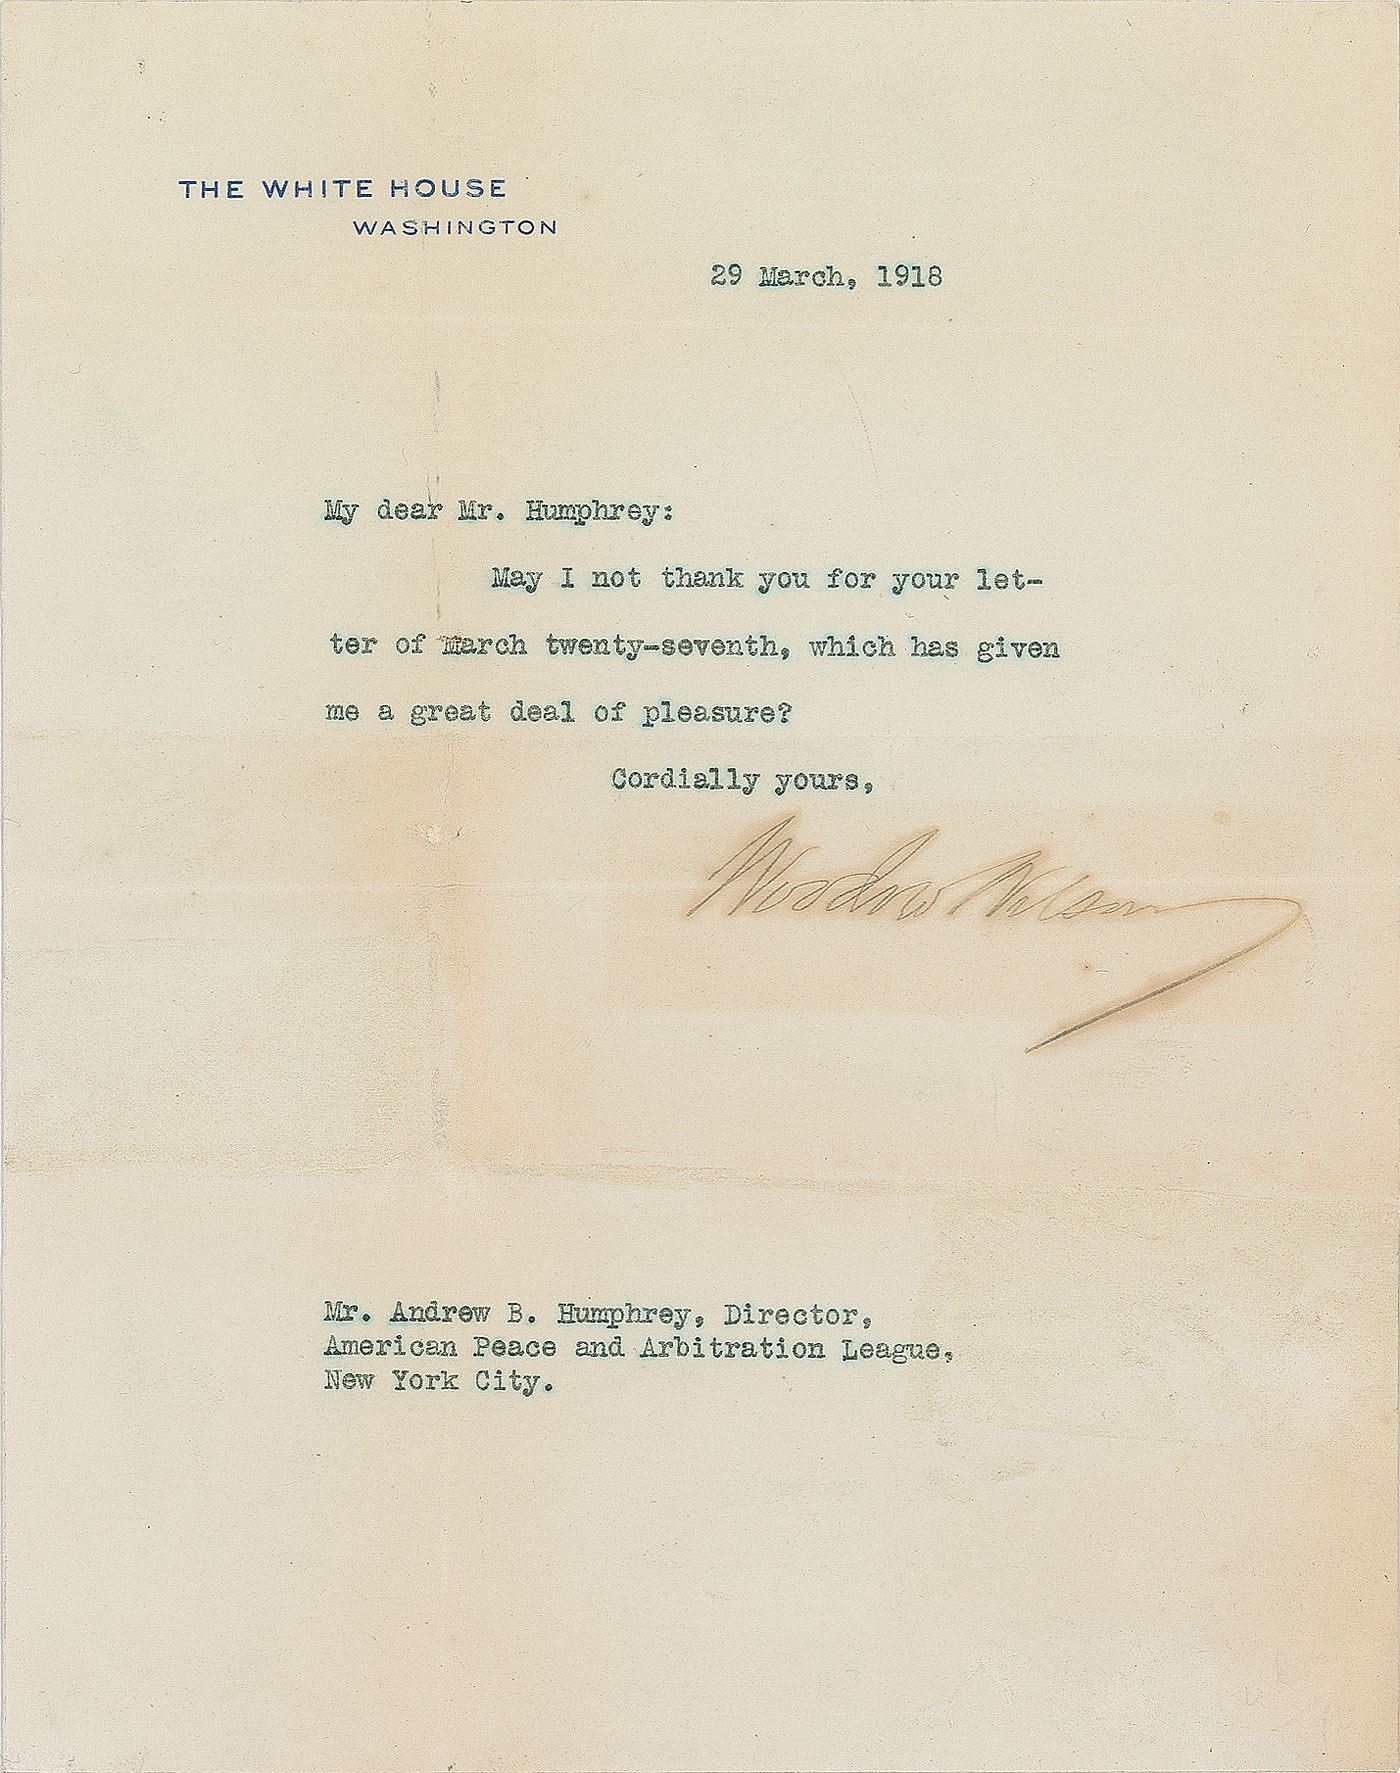 THE WHITE HOUSE
WASHINGTON
29 March, 1918
My dear Mr. Humphrey:
May I not thank you for your let-
ter of March twenty-seventh, which has given
me a great deal of pleasure?
Cordially yours,
Woodrow Wilson
Mr. Andrew B. Humphrey, Director,
American Peace and Arbitration League,
New York City.